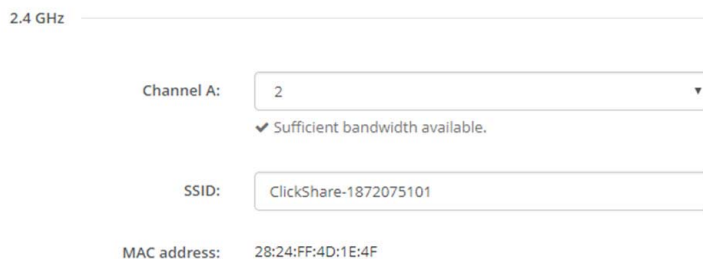 2.4 GHz
Channel A: 2
Sufficient bandwidth available.
SSID: ClickShare-1872075101
MAC address: 28:24:FF:4D:1E:4F